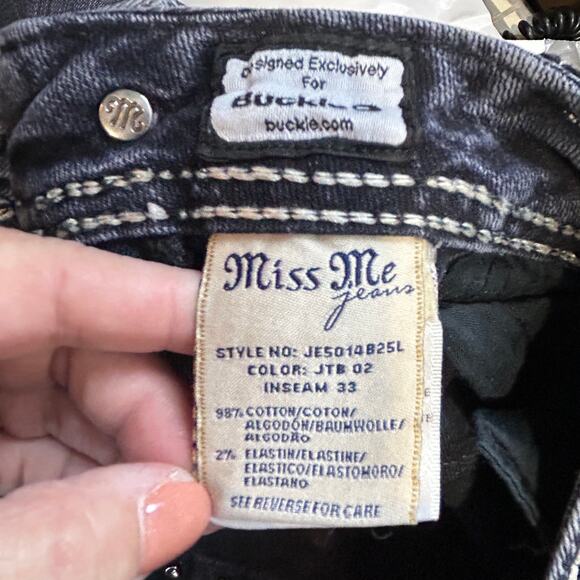 Designed Exclusively
For
Buckle
buckle.com
M
Miss Me
jeans
STYLE NO: JE5014B25L
COLOR: JTB 02
INSEAM 33
98% COTTON/COTON/
ALGODÓN/BAUMWOLLE/
ALGODÃO
2% ELASTIN/ELASTINE/
ELASTICO/ELASTOMORO/
ELASTANO
SEE REVERSE FOR CARE